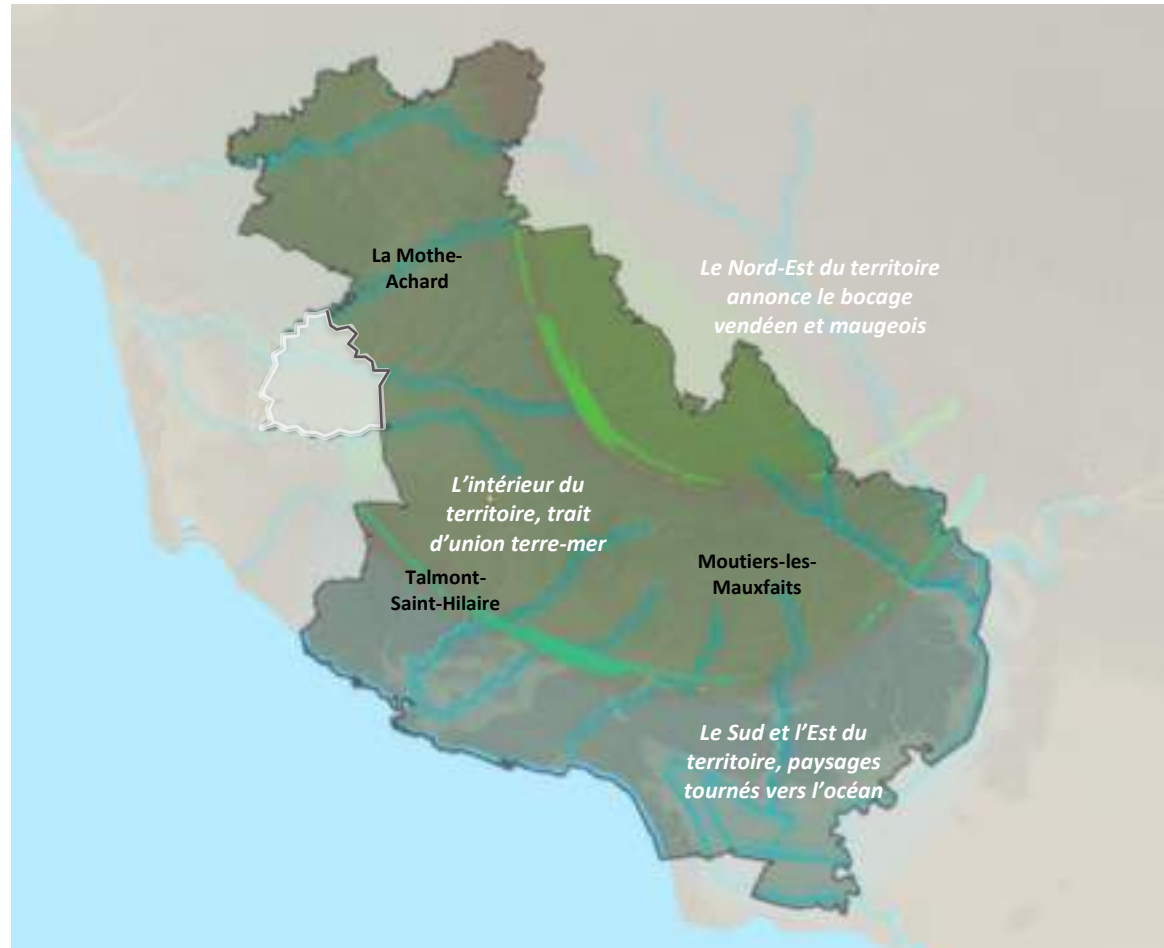 La Mothe-
Achard
Le Nord-Est du territoire
annonce le bocage
vendéen et maugeois
L’intérieur du
territoire, trait
d’union terre-mer
Talmont-
Saint-Hilaire
Moutiers-les-
Mauxfaits
Le Sud et l’Est du
territoire, paysages
tournés vers l’océan